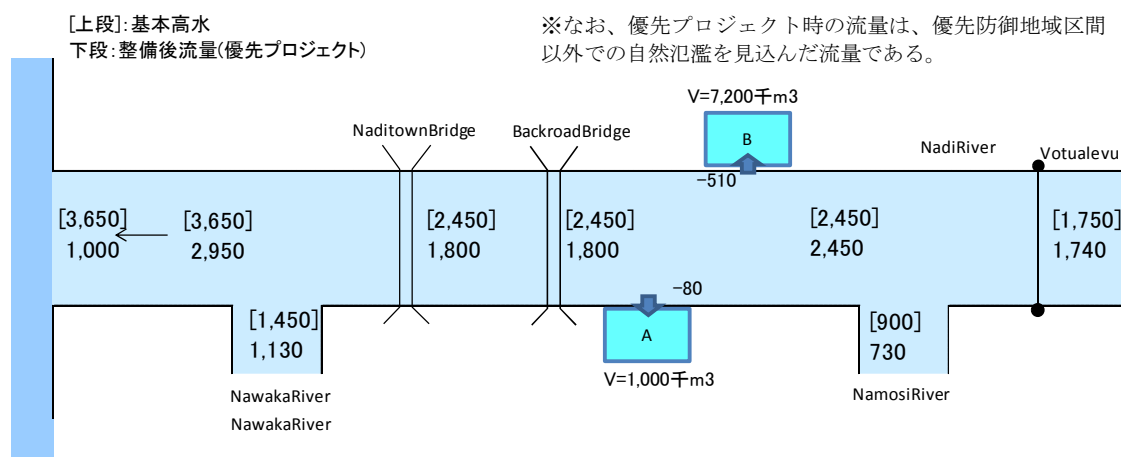 [上段]：基本高水
下段：整備後流量(優先プロジェクト)
※なお、優先プロジェクト時の流量は、優先防御地域区間
以外での自然氾濫を見込んだ流量である。
V=7,200千m3
NaditownBridge
BackroadBridge
B
NadiRiver
Votualevu
−510
[3,650]
1,000
[3,650]
2,950
[2,450]
1,800
[2,450]
1,800
[2,450]
2,450
[1,750]
1,740
−80
[1,450]
1,130
A
[900]
730
V=1,000千m3
NawakaRiver
NamosiRiver
NawakaRiver